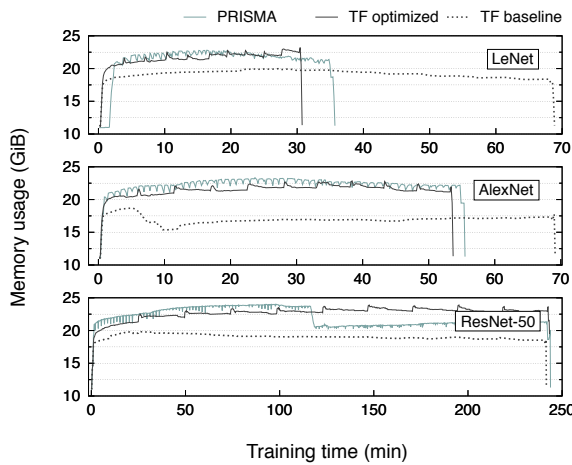 PRISMA TF optimized TF baseline
25
20
15
10
LeNet
0 10 20 30 40 50 60 70
Memory usage (GiB)
25
20
15
10
AlexNet
0 10 20 30 40 50 60 70
25
20
15
10
ResNet-50
0 50 100 150 200 250
Training time (min)